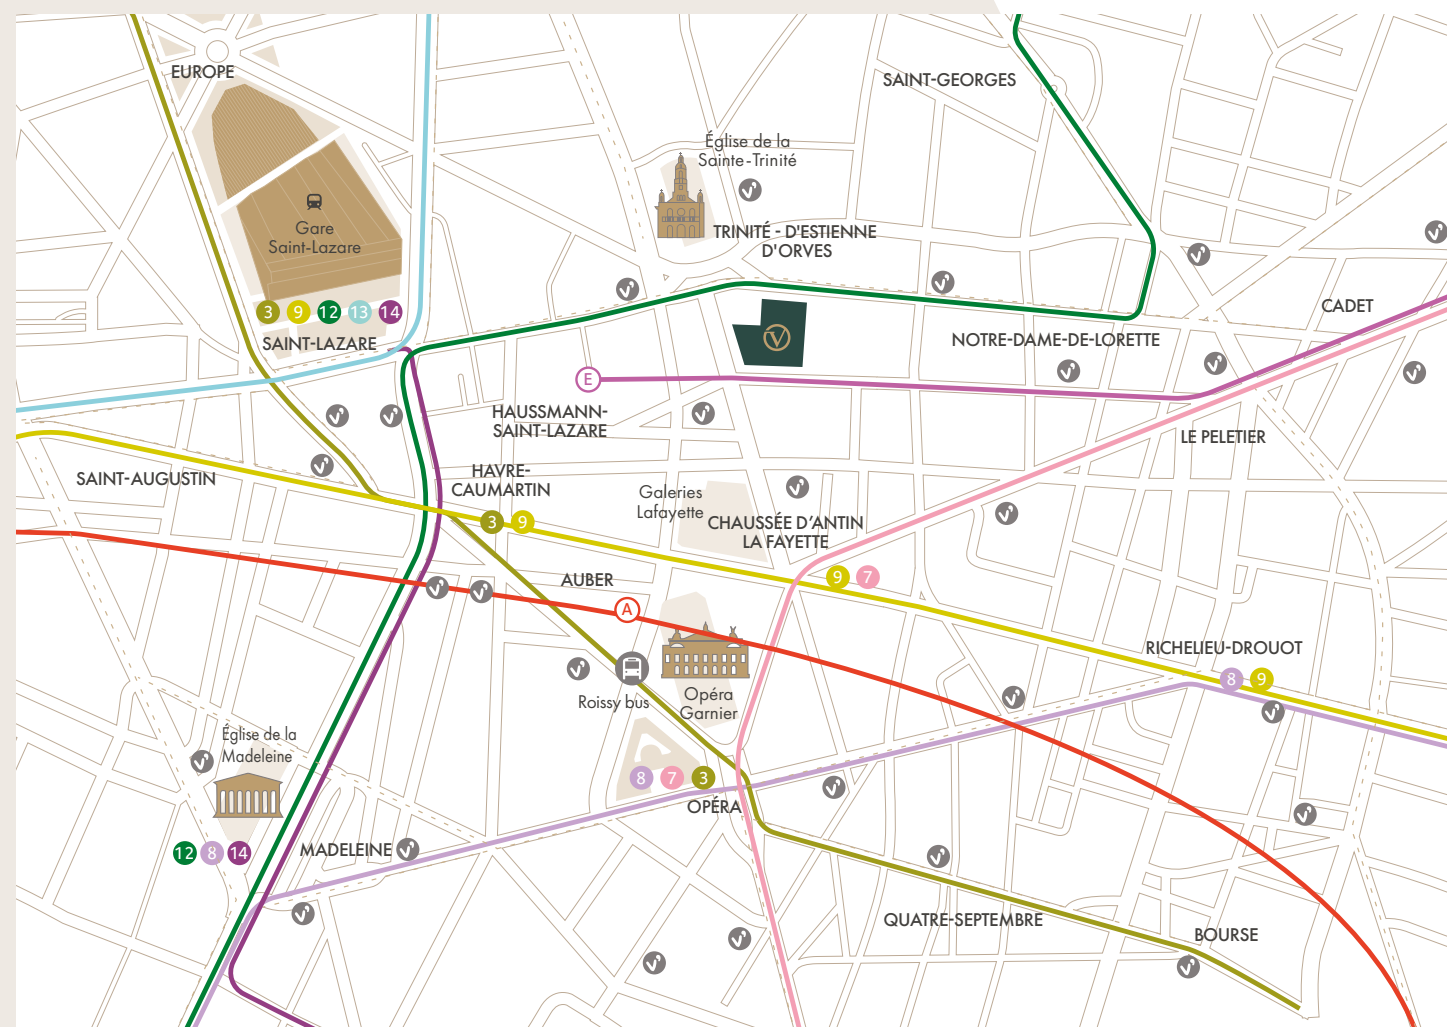 EUROPE
SAINT-GEORGES
Église de la
Sainte-Trinité
Gare
Saint-Lazare
TRINITÉ - D'ESTIENNE
D'ORVES
3 9 12 13 14
SAINT-LAZARE
CADET
NOTRE-DAME-DE-LORETTE
V
E
HAUSSMANN-
SAINT-LAZARE
LE PELETIER
SAINT-AUGUSTIN
HAVRE-
CAUMARTIN
3 9
Galeries
Lafayette
CHAUSSÉE D'ANTIN
LA FAYETTE
9 7
AUBER
A
RICHELIEU-DROUOT
8 9
Roissy bus
Opéra
Garnier
Église de la
Madeleine
8 7 3
OPÉRA
12 8 14
MADELEINE
QUATRE-SEPTEMBRE
BOURSE